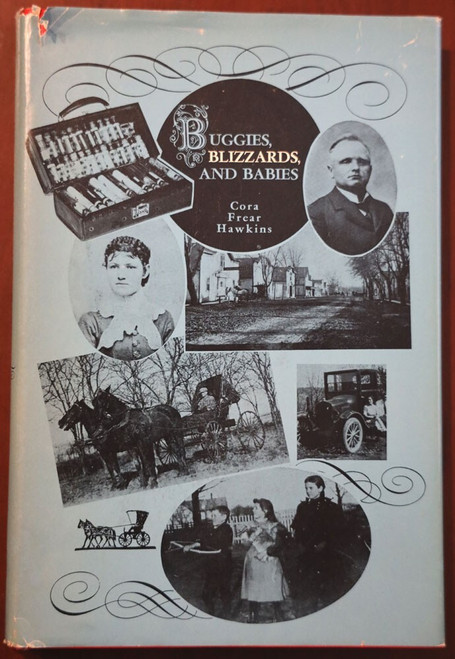 BUGGIES,
BLIZZARDS,
AND BABIES
Cora
Frear
Hawkins